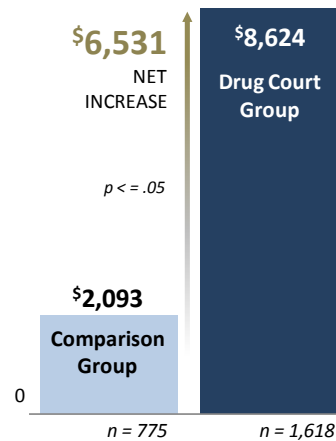 $6,531
NET
INCREASE
p < = .05
$8,624
Drug Court
Group
$2,093
Comparison
Group
0
n = 775
n = 1,618